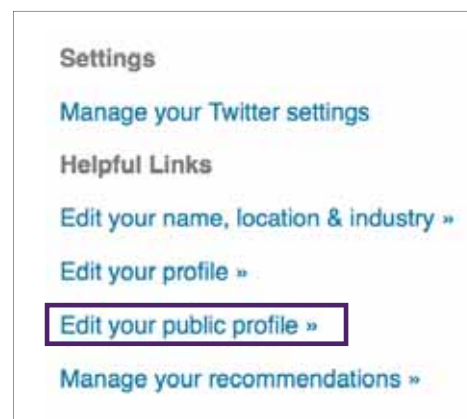 Settings
Manage your Twitter settings
Helpful Links
Edit your name, location & industry »
Edit your profile »
Edit your public profile »
Manage your recommendations »